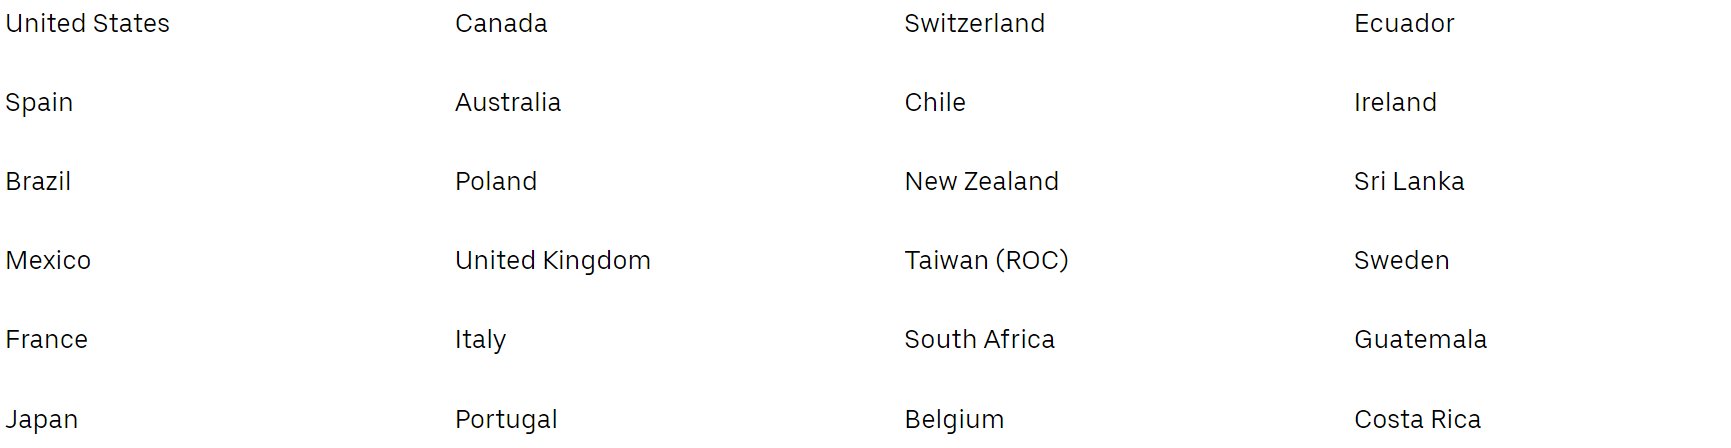 United States Canada Switzerland Ecuador
Spain Australia Chile Ireland
Brazil Poland New Zealand Sri Lanka
Mexico United Kingdom Taiwan (ROC) Sweden
France Italy South Africa Guatemala
Japan Portugal Belgium Costa Rica